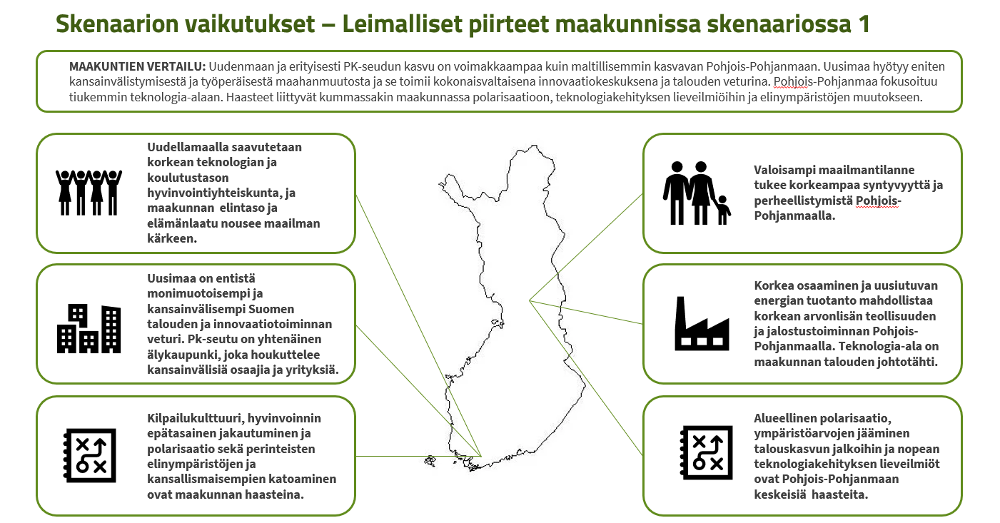 Skenaarion vaikutukset – Leimalliset piirteet maakunnissa skenaariossa 1
MAAKUNTIEN VERTAILU: Uudenmaan ja erityisesti PK-seudun kasvu on voimakkaampaa kuin maltillisemmin kasvavan Pohjois-Pohjanmaan. Uusimaa hyötyy eniten
kansainvälistymisestä ja työperäisestä maahanmuutosta ja se toimii kokonaisvaltaisena innovaatiokeskuksena ja talouden veturina. Pohjois-Pohjanmaa fokusoituu
tiukemmin teknologia-alaan. Haasteet liittyvät kummassakin maakunnassa polarisaatioon, teknologiakehityksen lieveilmiöihin ja elinympäristöjen muutokseen.
Uudellamaalla saavutetaan
korkean teknologian ja
koulutustason
hyvinvointiyhteiskunta, ja
maakunnan  elintaso ja
elämänlaatu nousee maailman
kärkeen.
Uusimaa on entistä
monimuotoisempi ja
kansainvälisempi Suomen
talouden ja innovaatiotoiminnan
veturi. Pk-seutu on yhtenäinen
älykaupunki, joka houkuttelee
kansainvälisiä osaajia ja yrityksiä.
Kilpailukulttuuri, hyvinvoinnin
epätasainen jakautuminen ja
polarisaatio sekä perinteisten
elinympäristöjen ja
kansallismaisempien katoaminen
ovat maakunnan haasteina.
Valoisampi maailmantilanne
tukee korkeampaa syntyvyyttä ja
perheellistymistä Pohjois-
Pohjanmaalla.
Korkea osaaminen ja uusiutuvan
energian tuotanto mahdollistaa
korkean arvonlisän teollisuuden
ja jalostustoiminnan Pohjois-
Pohjanmaalla. Teknologia-ala on
maakunnan talouden johtotähti.
Alueellinen polarisaatio,
ympäristöarvojen jääminen
talouskasvun jalkoihin ja nopean
teknologiakehityksen lieveilmiöt
ovat Pohjois-Pohjanmaan
keskeisiä  haasteita.